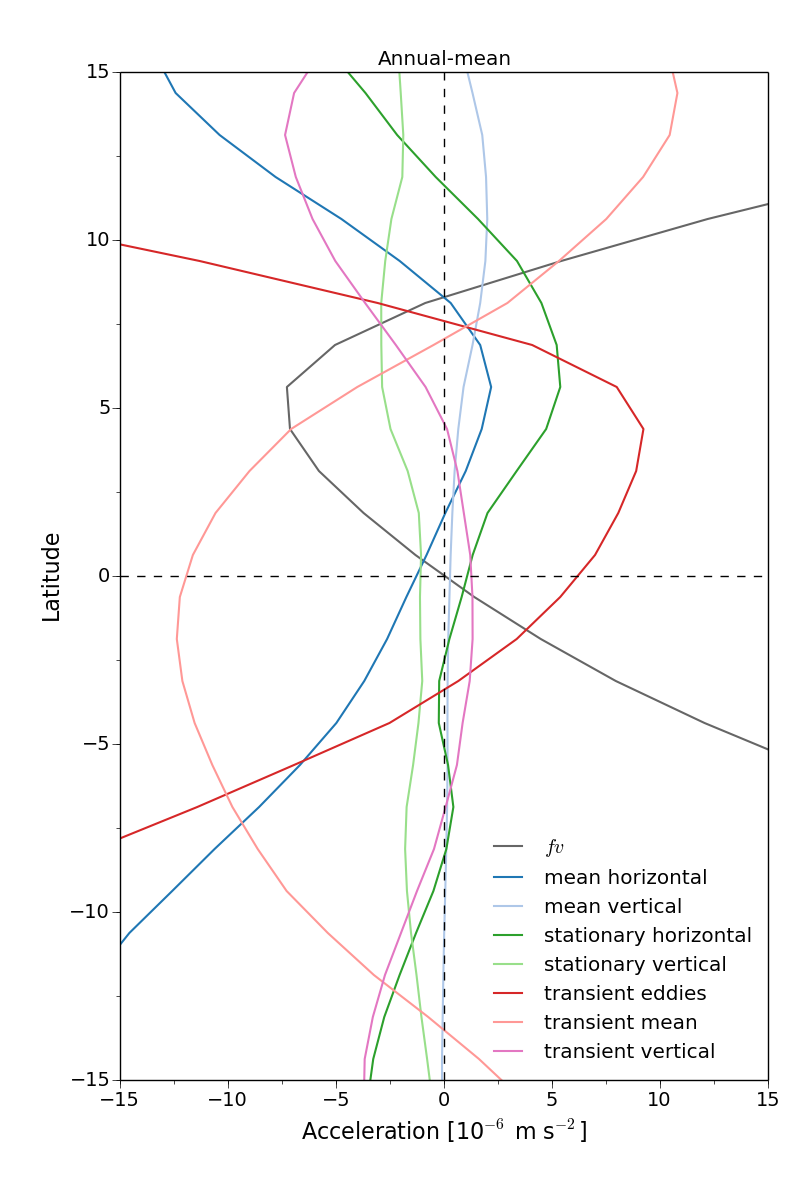 Annual-mean
15
10
5
0
−5
−10
−15
Latitude
fv
mean horizontal
mean vertical
stationary horizontal
stationary vertical
transient eddies
transient mean
transient vertical
−15 −10 −5 0 5 10 15
Acceleration [10⁻⁶ m s⁻²]